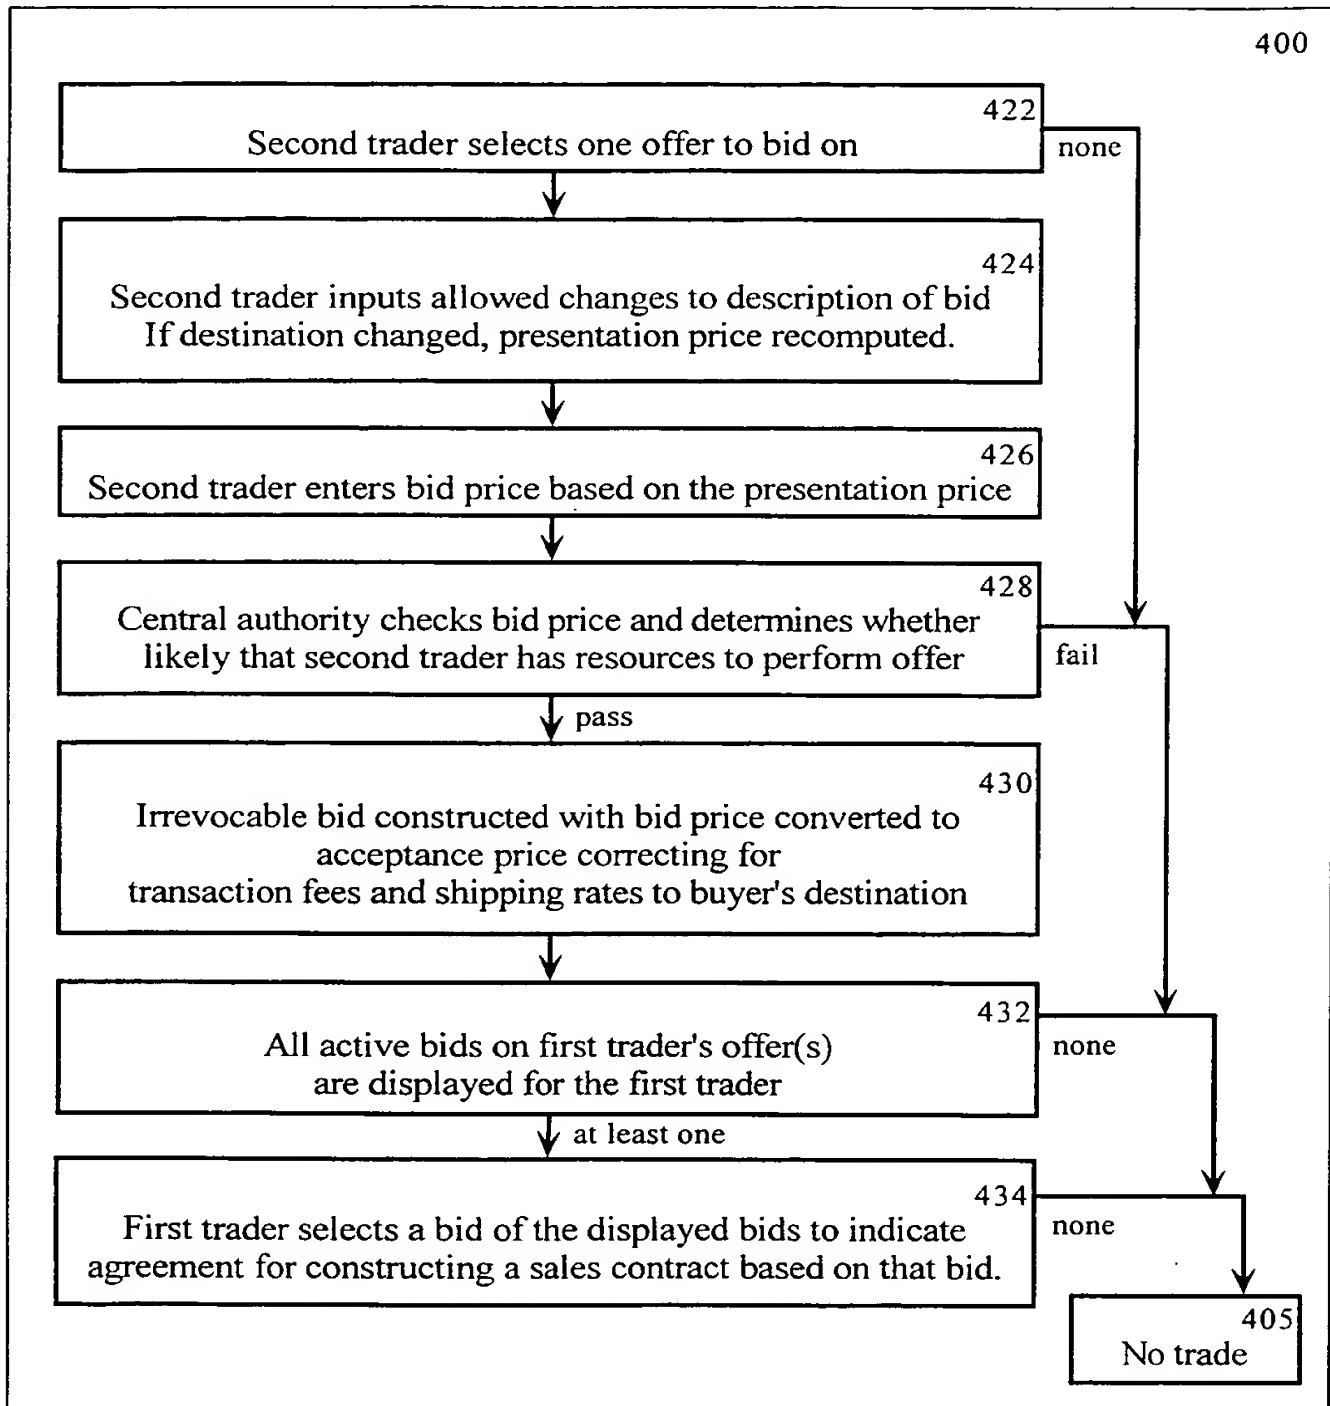 400
422
Second trader selects one offer to bid on
none
424
Second trader inputs allowed changes to description of bid
If destination changed, presentation price recomputed.
426
Second trader enters bid price based on the presentation price
428
Central authority checks bid price and determines whether
likely that second trader has resources to perform offer
fail
pass
430
Irrevocable bid constructed with bid price converted to
acceptance price correcting for
transaction fees and shipping rates to buyer's destination
432
All active bids on first trader's offer(s)
are displayed for the first trader
none
at least one
434
First trader selects a bid of the displayed bids to indicate
agreement for constructing a sales contract based on that bid.
none
405
No trade